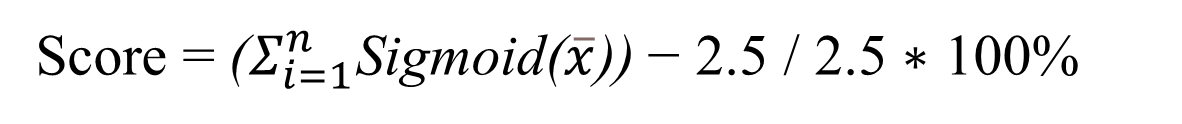 Score = (Σⁿᵢ₌₁Sigmoid(x̄)) − 2.5 / 2.5 * 100%